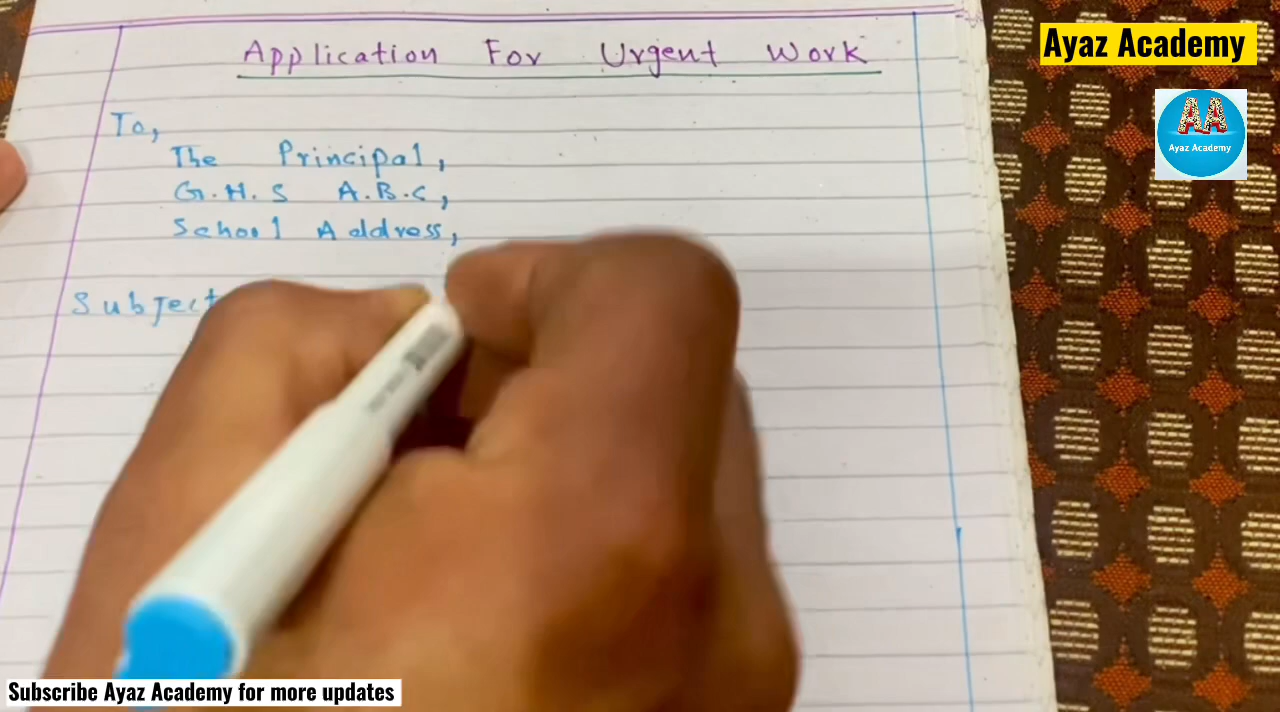 Application For Urgent Work
Ayaz Academy
AA
Ayaz Academy
To,
The Principal,
G.H.S A.B.C,
School Address,
Subject
Subscribe Ayaz Academy for more updates